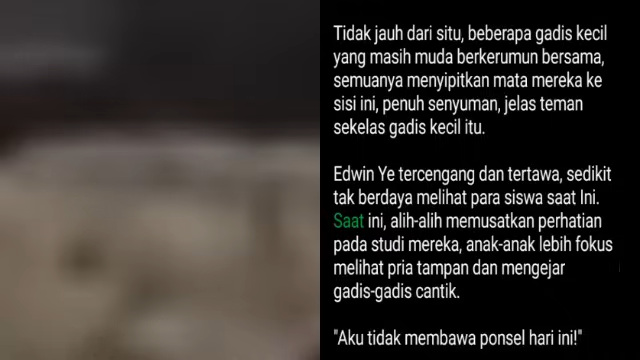 Tidak jauh dari situ, beberapa gadis kecil
yang masih muda berkerumun bersama,
semuanya menyipitkan mata mereka ke
sisi ini, penuh senyuman, jelas teman
sekelas gadis kecil itu.
Edwin Ye tercengang dan tertawa, sedikit
tak berdaya melihat para siswa saat Ini.
Saat ini, alih-alih memusatkan perhatian
pada studi mereka, anak-anak lebih fokus
melihat pria tampan dan mengejar
gadis-gadis cantik.
"Aku tidak membawa ponsel hari ini!"